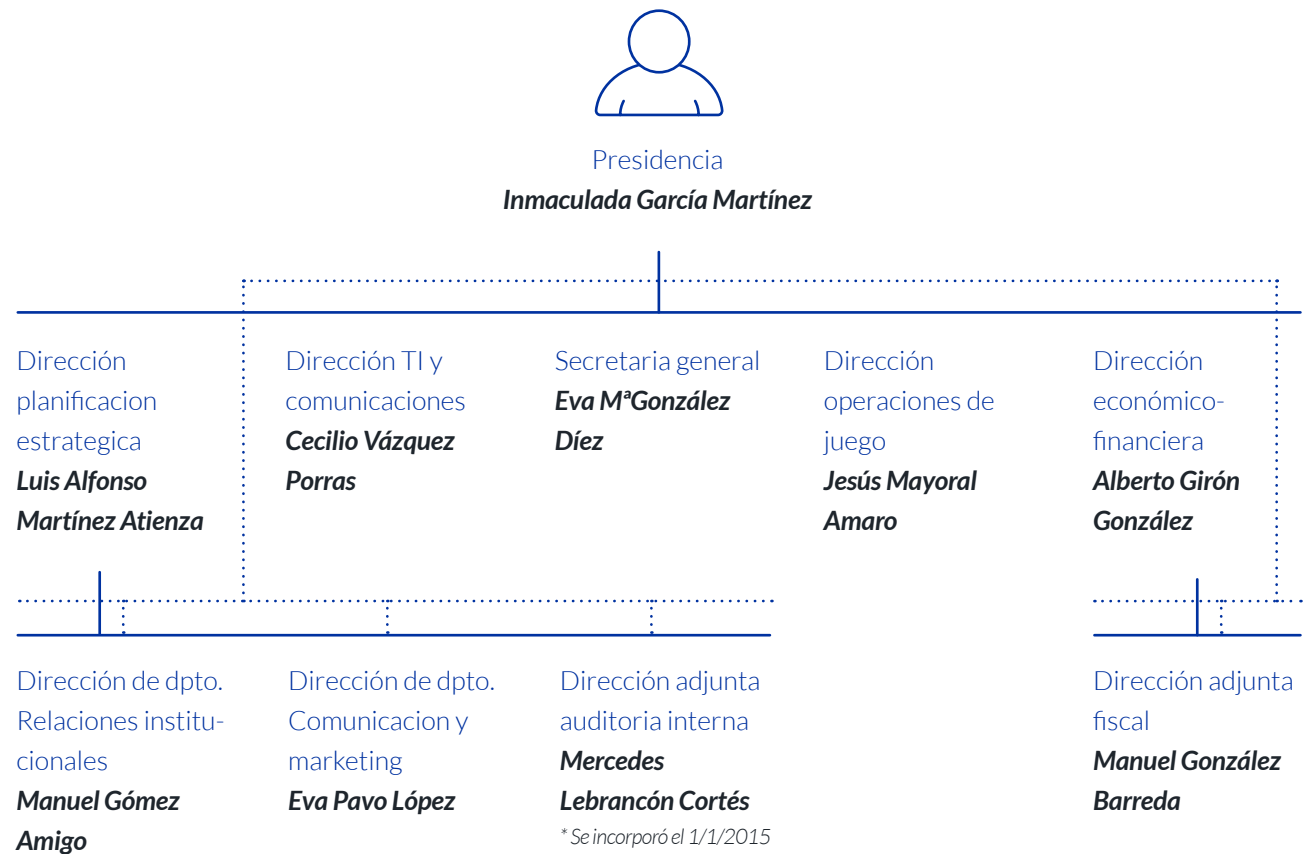 Presidencia
Inmaculada García Martínez
Dirección
planificacion
estrategica
Luis Alfonso
Martínez Atienza
Dirección TI y
comunicaciones
Cecilio Vázquez
Porras
Secretaria general
Eva MªGonzález
Díez
Dirección
operaciones de
juego
Jesús Mayoral
Amaro
Dirección
económico-
financiera
Alberto Girón
González
Dirección de dpto.
Relaciones institu-
cionales
Manuel Gómez
Amigo
Dirección de dpto.
Comunicacion y
marketing
Eva Pavo López
Dirección adjunta
auditoria interna
Mercedes
Lebrancón Cortés
* Se incorporó el 1/1/2015
Dirección adjunta
fiscal
Manuel González
Barreda